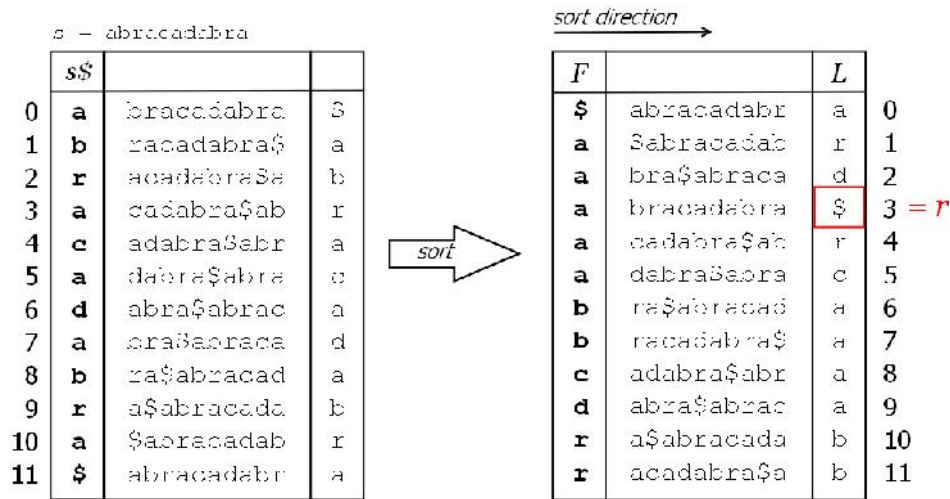 s = abracadabra
sort direction
s$
F L
0 a bracadabra $
1 b racadabra$ a
2 r acadabra$a b
3 a cadabra$ab r
4 c adabra$abr a
5 a dabra$abra c
6 d abra$abrac a
7 a bra$abraca d
8 b ra$abracad a
9 r a$abracada b
10 a $abracadab r
11 $ abracadabr a
sort
$ abracadabr a 0
a $abracadab r 1
a bra$abraca d 2
a bracadabra $ 3 = r
a cadabra$ab r 4
a dabra$abra c 5
b ra$abracad a 6
b racadabra$ a 7
c adabra$abr a 8
d abra$abrac a 9
r a$abracada b 10
r acadabra$a b 11